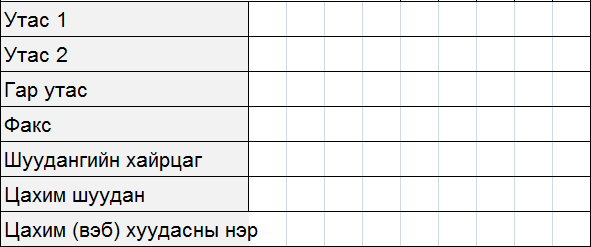 Утас 1
Утас 2
Гар утас
Факс
Шуудангийн хайрцаг
Цахим шуудан
Цахим (вэб) хуудасны нэр